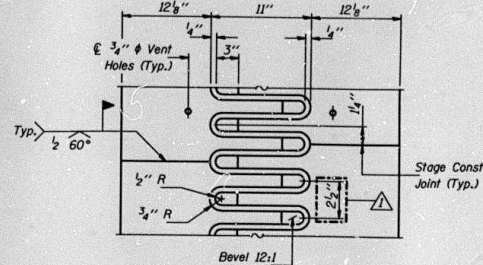 12⅛" 11" 12⅛"
¼" ¼"
3"
℄ ¾" φ Vent
Holes (Typ.)
1¼"
Typ. ½ 60°
Stage Const
Joint (Typ.)
½" R
2½" 1
¾" R
Bevel 12:1